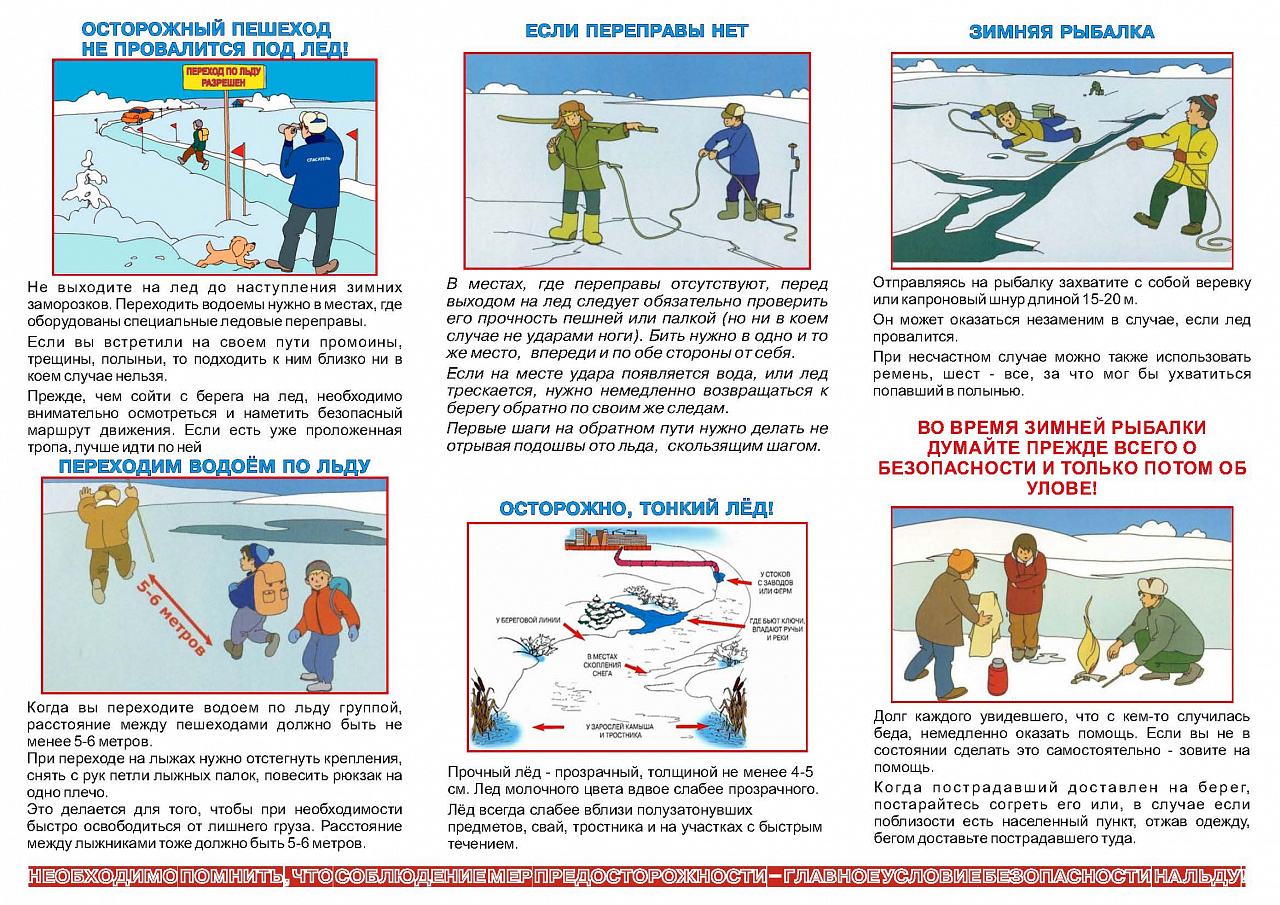 ОСТОРОЖНЫЙ ПЕШЕХОД
НЕ ПРОВАЛИТСЯ ПОД ЛЕД!
ПЕРЕХОД ПО ЛЬДУ
РАЗРЕШЕН
СПАСАТЕЛЬ
Не выходите на лед до наступления зимних
заморозков. Переходить водоемы нужно в местах, где
оборудованы специальные ледовые переправы.
Если вы встретили на своем пути промоины,
трещины, полыньи, то подходить к ним близко ни в
коем случае нельзя.
Прежде, чем сойти с берега на лед, необходимо
внимательно осмотреться и наметить безопасный
маршрут движения. Если есть уже проложенная
тропа, лучше идти по ней
ПЕРЕХОДИМ ВОДОЁМ ПО ЛЬДУ
5-6 метров
Когда вы переходите водоем по льду группой,
расстояние между пешеходами должно быть не
менее 5-6 метров.
При переходе на лыжах нужно отстегнуть крепления,
снять с рук петли лыжных палок, повесить рюкзак на
одно плечо.
Это делается для того, чтобы при необходимости
быстро освободиться от лишнего груза. Расстояние
между лыжниками тоже должно быть 5-6 метров.
ЕСЛИ ПЕРЕПРАВЫ НЕТ
В местах, где переправы отсутствуют, перед
выходом на лед следует обязательно проверить
его прочность пешней или палкой (но ни в коем
случае не ударами ноги). Бить нужно в одно и то
же место, впереди и по обе стороны от себя.
Если на месте удара появляется вода, или лед
трескается, нужно немедленно возвращаться к
берегу обратно по своим же следам.
Первые шаги на обратном пути нужно делать не
отрывая подошвы ото льда, скользящим шагом.
ОСТОРОЖНО, ТОНКИЙ ЛЁД!
У СТОКОВ
С ЗАВОДОВ
ИЛИ ФЕРМ
У БЕРЕГОВОЙ ЛИНИИ
ГДЕ БЬЮТ КЛЮЧИ,
ВПАДАЮТ РУЧЬИ
И РЕКИ
В МЕСТАХ
СКОПЛЕНИЯ
СНЕГА
У ЗАРОСЛЕЙ КАМЫША
И ТРОСТНИКА
Прочный лёд - прозрачный, толщиной не менее 4-5
см. Лед молочного цвета вдвое слабее прозрачного.
Лёд всегда слабее вблизи полузатонувших
предметов, свай, тростника и на участках с быстрым
течением.
ЗИМНЯЯ РЫБАЛКА
Отправляясь на рыбалку захватите с собой веревку
или капроновый шнур длиной 15-20 м.
Он может оказаться незаменим в случае, если лед
провалится.
При несчастном случае можно также использовать
ремень, шест - все, за что мог бы ухватиться
попавший в полынью.
ВО ВРЕМЯ ЗИМНЕЙ РЫБАЛКИ
ДУМАЙТЕ ПРЕЖДЕ ВСЕГО О
БЕЗОПАСНОСТИ И ТОЛЬКО ПОТОМ ОБ
УЛОВЕ!
Долг каждого увидевшего, что с кем-то случилась
беда, немедленно оказать помощь. Если вы не в
состоянии сделать это самостоятельно - зовите на
помощь.
Когда пострадавший доставлен на берег,
постарайтесь согреть его или, в случае если
поблизости есть населенный пункт, отжав одежду,
бегом доставьте пострадавшего туда.
НЕОБХОДИМО ПОМНИТЬ, ЧТО СОБЛЮДЕНИЕ МЕР ПРЕДОСТОРОЖНОСТИ – ГЛАВНОЕ УСЛОВИЕ БЕЗОПАСНОСТИ НА ЛЬДУ!